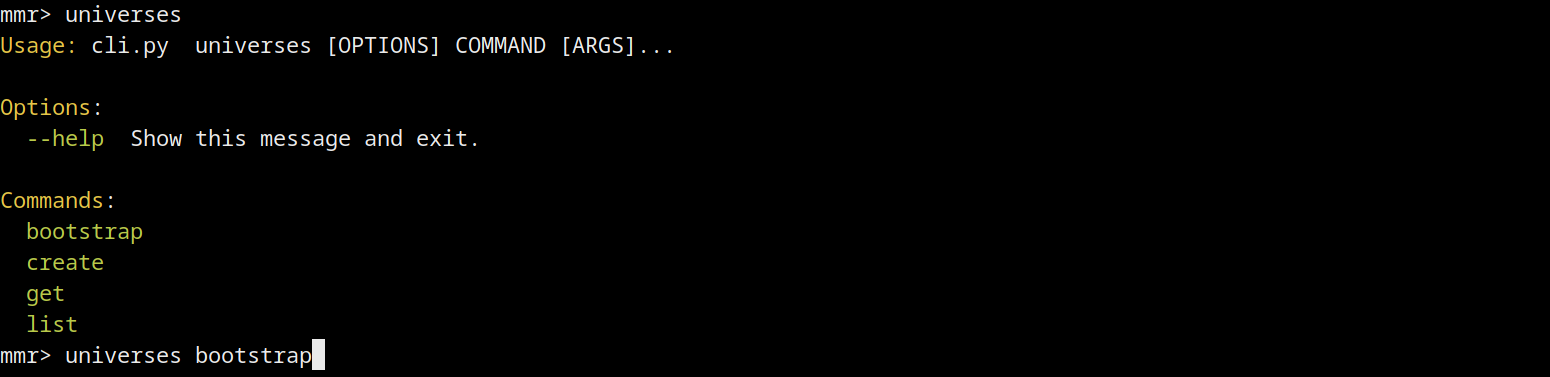 mmr> universes
Usage: cli.py  universes [OPTIONS] COMMAND [ARGS]...
Options:
  --help  Show this message and exit.
Commands:
  bootstrap
  create
  get
  list
mmr> universes bootstrap